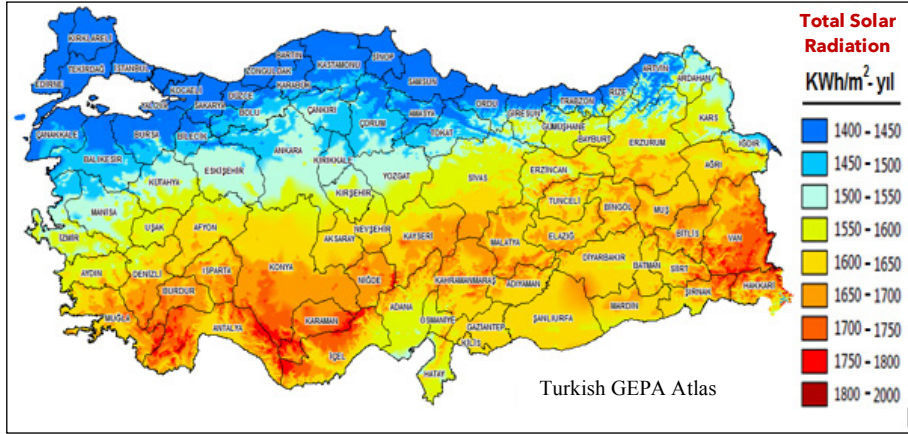 Total Solar
Radiation
KWh/m²- yıl
1400 - 1450
1450 - 1500
1500 - 1550
1550 - 1600
1600 - 1650
1650 - 1700
1700 - 1750
1750 - 1800
1800 - 2000
KIRKLARELİ
EDİRNE
TEKİRDAĞ
İSTANBUL
KOCAELİ
YALOVA
SAKARYA
DÜZCE
ZONGULDAK
BARTIN
KARABÜK
KASTAMONU
SİNOP
SAMSUN
ORDU
GİRESUN
TRABZON
RİZE
ARTVİN
ARDAHAN
ÇANAKKALE
BURSA
BİLECİK
BOLU
ÇANKIRI
ÇORUM
AMASYA
TOKAT
GÜMÜŞHANE
BAYBURT
ERZURUM
KARS
IĞDIR
BALIKESİR
KÜTAHYA
ESKİŞEHİR
ANKARA
KIRIKKALE
YOZGAT
SİVAS
ERZİNCAN
AĞRI
MANİSA
İZMİR
UŞAK
AFYON
KIRŞEHİR
NEVŞEHİR
AKSARAY
KAYSERİ
MALATYA
ELAZIĞ
TUNCELİ
BİNGÖL
MUŞ
BİTLİS
VAN
AYDIN
DENİZLİ
ISPARTA
BURDUR
KONYA
NİĞDE
KAHRAMANMARAŞ
ADIYAMAN
DİYARBAKIR
BATMAN
SİİRT
ŞIRNAK
HAKKARİ
MUĞLA
ANTALYA
KARAMAN
İÇEL
ADANA
OSMANİYE
GAZİANTEP
KİLİS
ŞANLIURFA
MARDİN
HATAY
Turkish GEPA Atlas